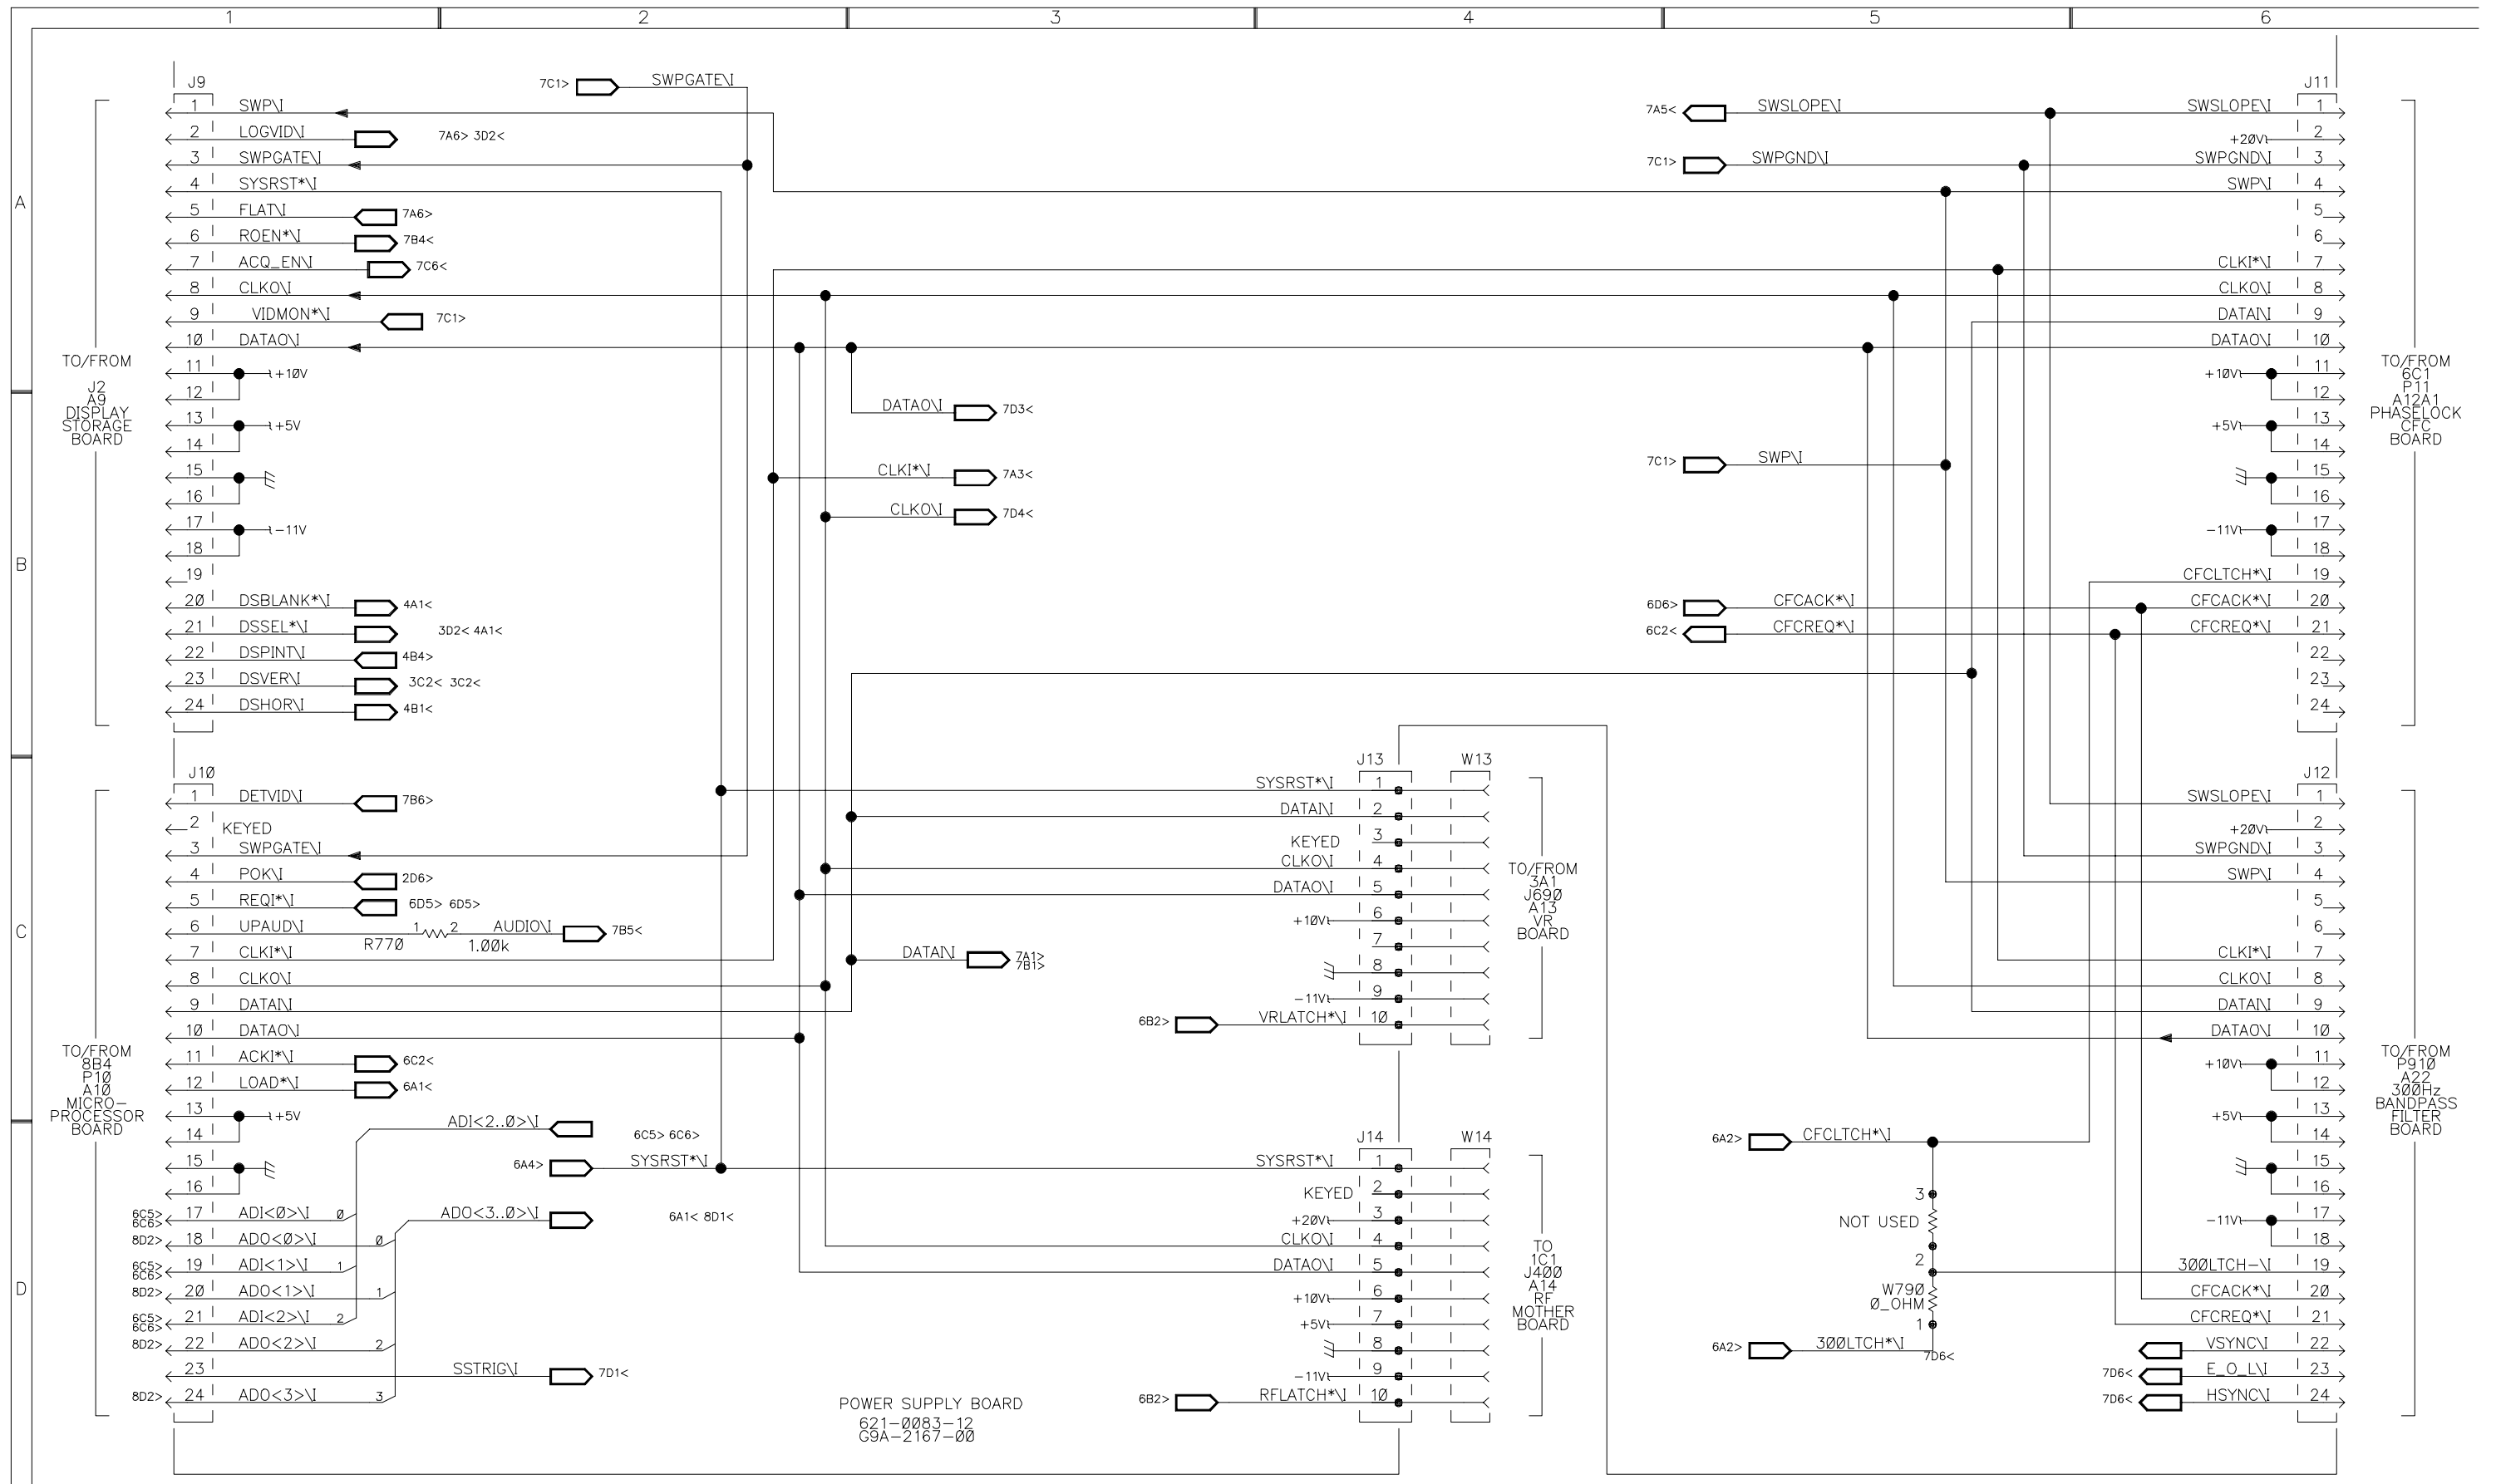 1 2 3 4 5 6
A
B
C
D
J9
1 SWP\I
2 LOGVID\I 7A6> 3D2<
3 SWPGATE\I
4 SYSRST*\I
5 FLAT\I 7A6>
6 ROEN*\I 7B4<
7 ACQ_EN\I 7C6<
8 CLKO\I
9 VIDMON*\I 7C1>
10 DATAO\I
11 +10V
12
13 +5V
14
15
16
17 -11V
18
19
20 DSBLANK*\I 4A1<
21 DSSEL*\I 3D2< 4A1<
22 DSPINT\I 4B4>
23 DSVER\I 3C2< 3C2<
24 DSHOR\I 4B1<
TO/FROM
J2
A9
DISPLAY
STORAGE
BOARD
7C1> SWPGATE\I
DATAO\I 7D3<
CLKI*\I 7A3<
CLKO\I 7D4<
7A5< SWSLOPE\I
7C1> SWPGND\I
7C1> SWP\I
6D6> CFCACK*\I
6C2< CFCREQ*\I
J11
SWSLOPE\I 1
+20V 2
SWPGND\I 3
SWP\I 4
5
6
CLKI*\I 7
CLKO\I 8
DATAI\I 9
DATAO\I 10
+10V 11
12
+5V 13
14
15
16
-11V 17
18
CFCLTCH*\I 19
CFCACK*\I 20
CFCREQ*\I 21
22
23
24
TO/FROM
6C1
P11
A12A1
PHASELOCK
CFC
BOARD
J10
1 DETVID\I 7B6>
2 KEYED
3 SWPGATE\I
4 POK\I 2D6>
5 REQI*\I 6D5> 6D5>
6 UPAUD\I 1 2 AUDIO\I 7B5<
R770 1.00k
7 CLKI*\I
8 CLKO\I
9 DATAI\I
10 DATAO\I
11 ACKI*\I 6C2<
12 LOAD*\I 6A1<
13 +5V
14
15
16
6C5>
6C6> 17 ADI<0>\I 0
8D2> 18 ADO<0>\I 0
6C5>
6C6> 19 ADI<1>\I 1
8D2> 20 ADO<1>\I 1
6C5>
6C6> 21 ADI<2>\I 2
8D2> 22 ADO<2>\I 2
23 SSTRIG\I 7D1<
8D2> 24 ADO<3>\I 3
TO/FROM
8B4
P10
A10
MICRO-
PROCESSOR
BOARD
ADI<2..0>\I 6C5> 6C6>
6A4> SYSRST*\I
ADO<3..0>\I 6A1< 8D1<
DATAI\I 7A1>
7B1>
J13 W13
SYSRST*\I 1
DATAI\I 2
KEYED 3
CLKO\I 4
DATAO\I 5
+10V 6
7
8
-11V 9
6B2> VRLATCH*\I 10
TO/FROM
3A1
J690
A13
VR
BOARD
J14 W14
SYSRST*\I 1
KEYED 2
+20V 3
CLKO\I 4
DATAO\I 5
+10V 6
+5V 7
8
-11V 9
6B2> RFLATCH*\I 10
TO
1C1
J400
A14
RF
MOTHER
BOARD
6A2> CFCLTCH*\I
3
NOT USED
2
W790
0_OHM
1
6A2> 300LTCH*\I
7D6<
J12
SWSLOPE\I 1
+20V 2
SWPGND\I 3
SWP\I 4
5
6
CLKI*\I 7
CLKO\I 8
DATAI\I 9
DATAO\I 10
+10V 11
12
+5V 13
14
15
16
-11V 17
18
300LTCH-\I 19
CFCACK*\I 20
CFCREQ*\I 21
VSYNC\I 22
7D6< E_O_L\I 23
7D6< HSYNC\I 24
TO/FROM
P910
A22
300Hz
BANDPASS
FILTER
BOARD
POWER SUPPLY BOARD
621-0083-12
G9A-2167-00